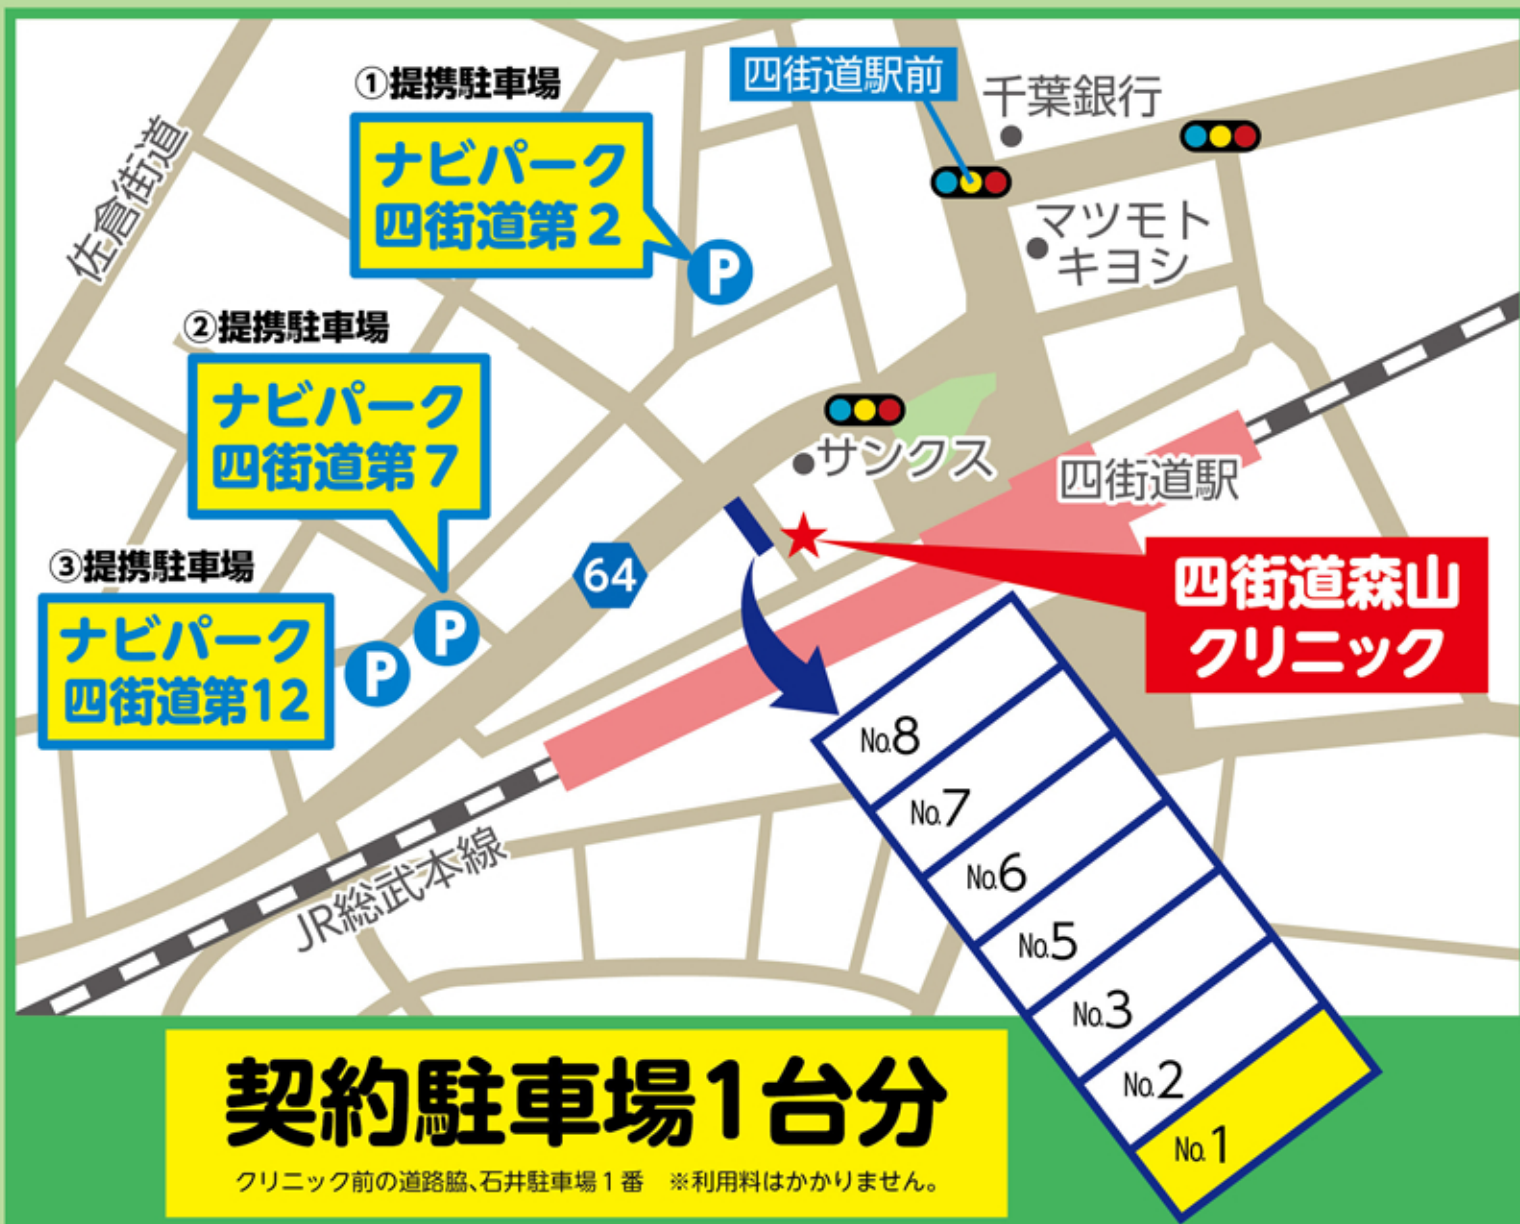 ①提携駐車場
ナビパーク
四街道第2
四街道駅前
千葉銀行
マツモト
キヨシ
佐倉街道
②提携駐車場
ナビパーク
四街道第7
サンクス
四街道駅
③提携駐車場
ナビパーク
四街道第12
P
P
P
64
四街道森山
クリニック
JR総武本線
No.8
No.7
No.6
No.5
No.3
No.2
No.1
契約駐車場1台分
クリニック前の道路脇、石井駐車場1番　※利用料はかかりません。